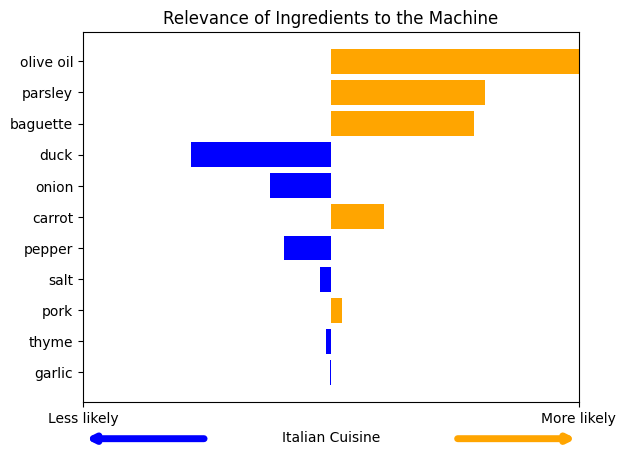 Relevance of Ingredients to the Machine
olive oil
parsley
baguette
duck
onion
carrot
pepper
salt
pork
thyme
garlic
Less likely More likely
Italian Cuisine